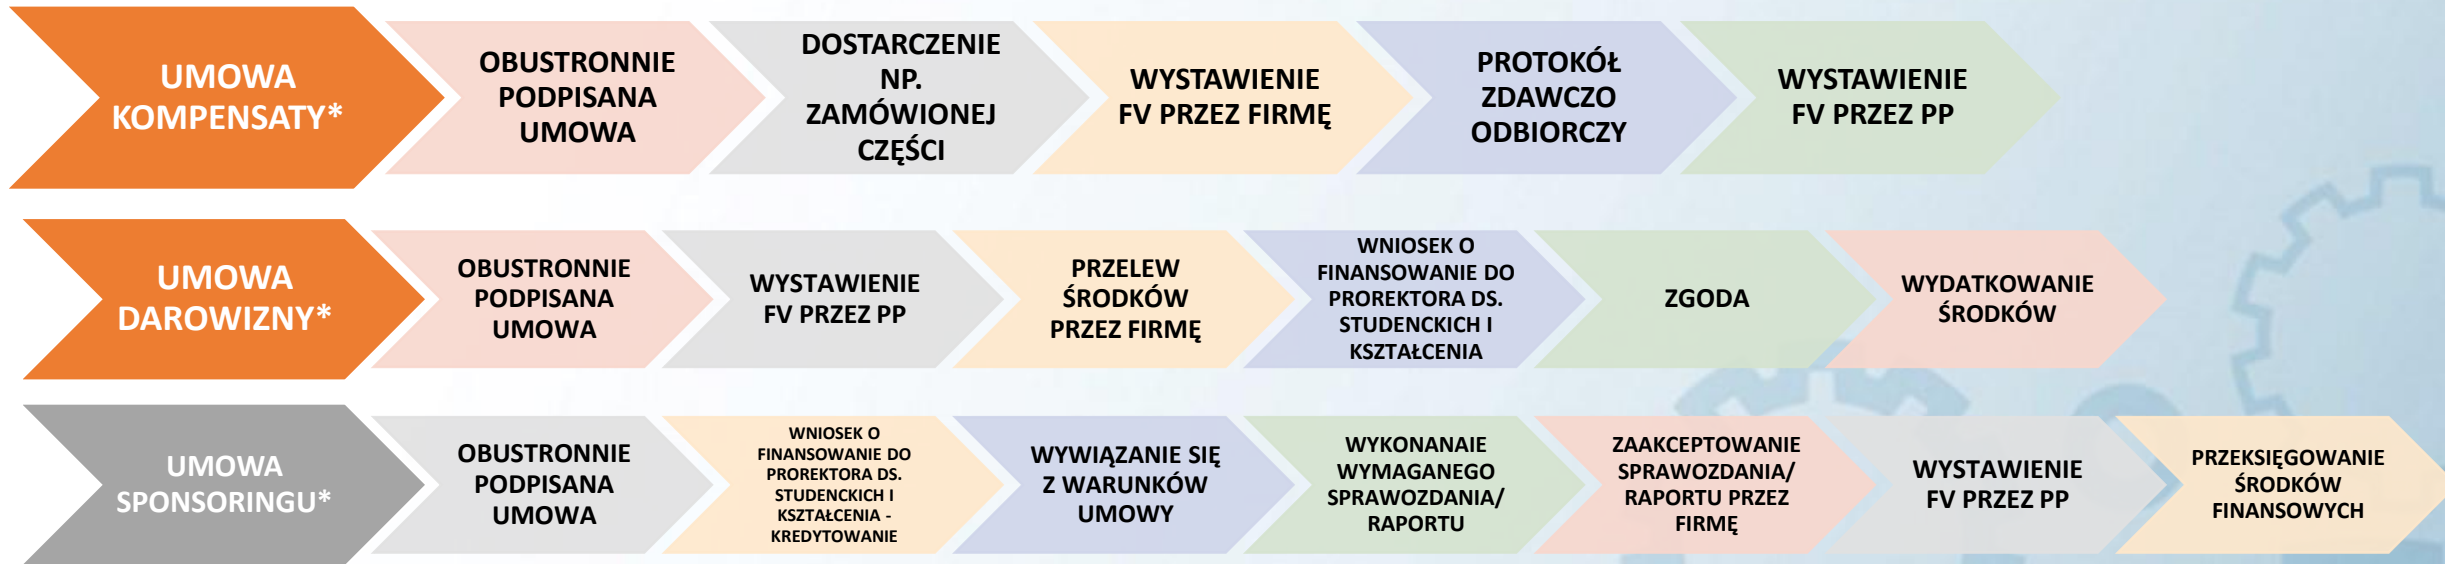 UMOWA
KOMPENSATY*
OBUSTRONNIE
PODPISANA
UMOWA
DOSTARCZENIE
NP.
ZAMÓWIONEJ
CZĘŚCI
WYSTAWIENIE
FV PRZEZ FIRMĘ
PROTOKÓŁ
ZDAWCZO
ODBIORCZY
WYSTAWIENIE
FV PRZEZ PP
UMOWA
DAROWIZNY*
OBUSTRONNIE
PODPISANA
UMOWA
WYSTAWIENIE
FV PRZEZ PP
PRZELEW
ŚRODKÓW
PRZEZ FIRMĘ
WNIOSEK O
FINANSOWANIE DO
PROREKTORA DS.
STUDENCKICH I
KSZTAŁCENIA
ZGODA
WYDATKOWANIE
ŚRODKÓW
UMOWA
SPONSORINGU*
OBUSTRONNIE
PODPISANA
UMOWA
WNIOSEK O
FINANSOWANIE DO
PROREKTORA DS.
STUDENCKICH I
KSZTAŁCENIA -
KREDYTOWANIE
WYWIĄZANIE SIĘ
Z WARUNKÓW
UMOWY
WYKONANAIE
WYMAGANEGO
SPRAWOZDANIA/
RAPORTU
ZAAKCEPTOWANIE
SPRAWOZDANIA/
RAPORTU PRZEZ
FIRMĘ
WYSTAWIENIE
FV PRZEZ PP
PRZEKSIĘGOWANIE
ŚRODKÓW
FINANSOWYCH